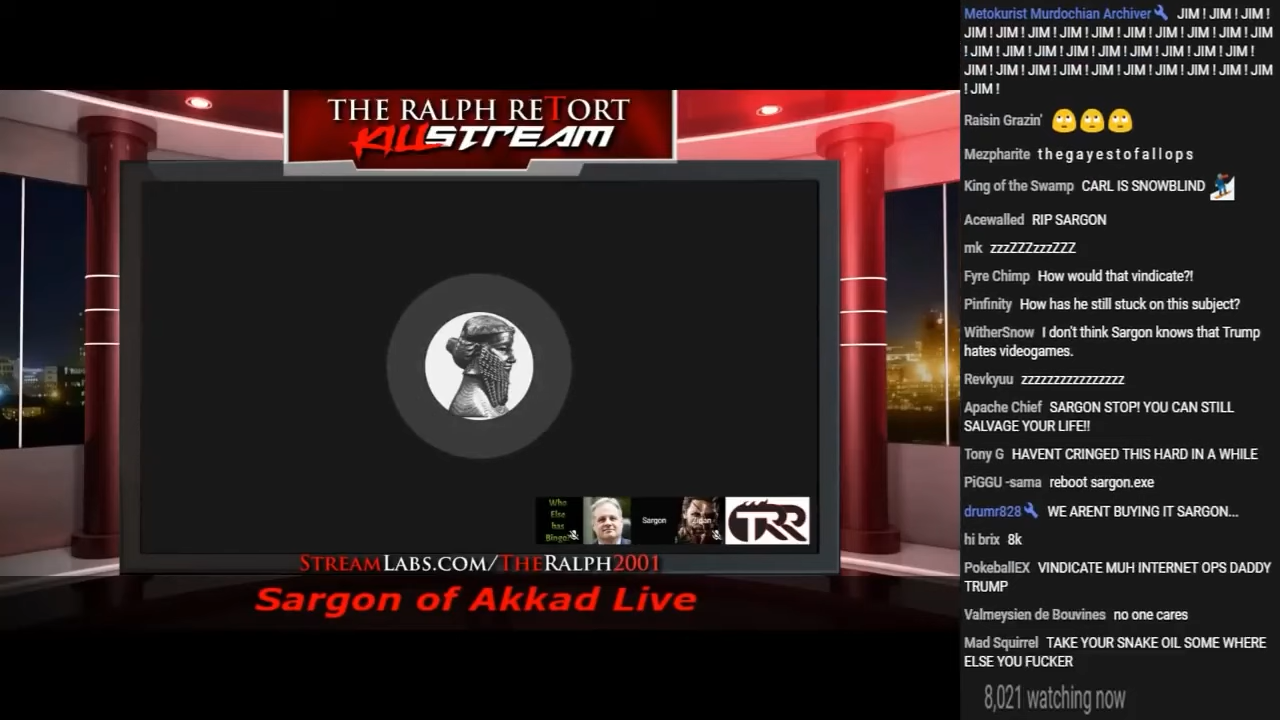 THE RALPH RETORT
KILLSTREAM
Who
Else
has
Bingo?
Sargon
TRR
STREAMLABS.COM/THERALPH2001
Sargon of Akkad Live
Metokurist Murdochian Archiver JIM ! JIM ! JIM !
JIM ! JIM ! JIM ! JIM ! JIM ! JIM ! JIM ! JIM ! JIM ! JIM
! JIM ! JIM ! JIM ! JIM ! JIM ! JIM ! JIM ! JIM ! JIM !
JIM ! JIM ! JIM ! JIM ! JIM ! JIM ! JIM ! JIM ! JIM ! JIM
! JIM !
Raisin Grazin'
Mezpharite t h e g a y e s t o f a l l o p s
King of the Swamp CARL IS SNOWBLIND
Acewalled RIP SARGON
mk zzzZZZzzzZZZ
Fyre Chimp How would that vindicate?!
Pinfinity How has he still stuck on this subject?
WitherSnow I don't think Sargon knows that Trump
hates videogames.
Revkyuu zzzzzzzzzzzzzzzz
Apache Chief SARGON STOP! YOU CAN STILL
SALVAGE YOUR LIFE!!
Tony G HAVENT CRINGED THIS HARD IN A WHILE
PiGGU -sama reboot sargon.exe
drumr828 WE ARENT BUYING IT SARGON...
hi brix 8k
PokeballEX VINDICATE MUH INTERNET OPS DADDY
TRUMP
Valmeysien de Bouvines no one cares
Mad Squirrel TAKE YOUR SNAKE OIL SOME WHERE
ELSE YOU FUCKER
8,021 watching now